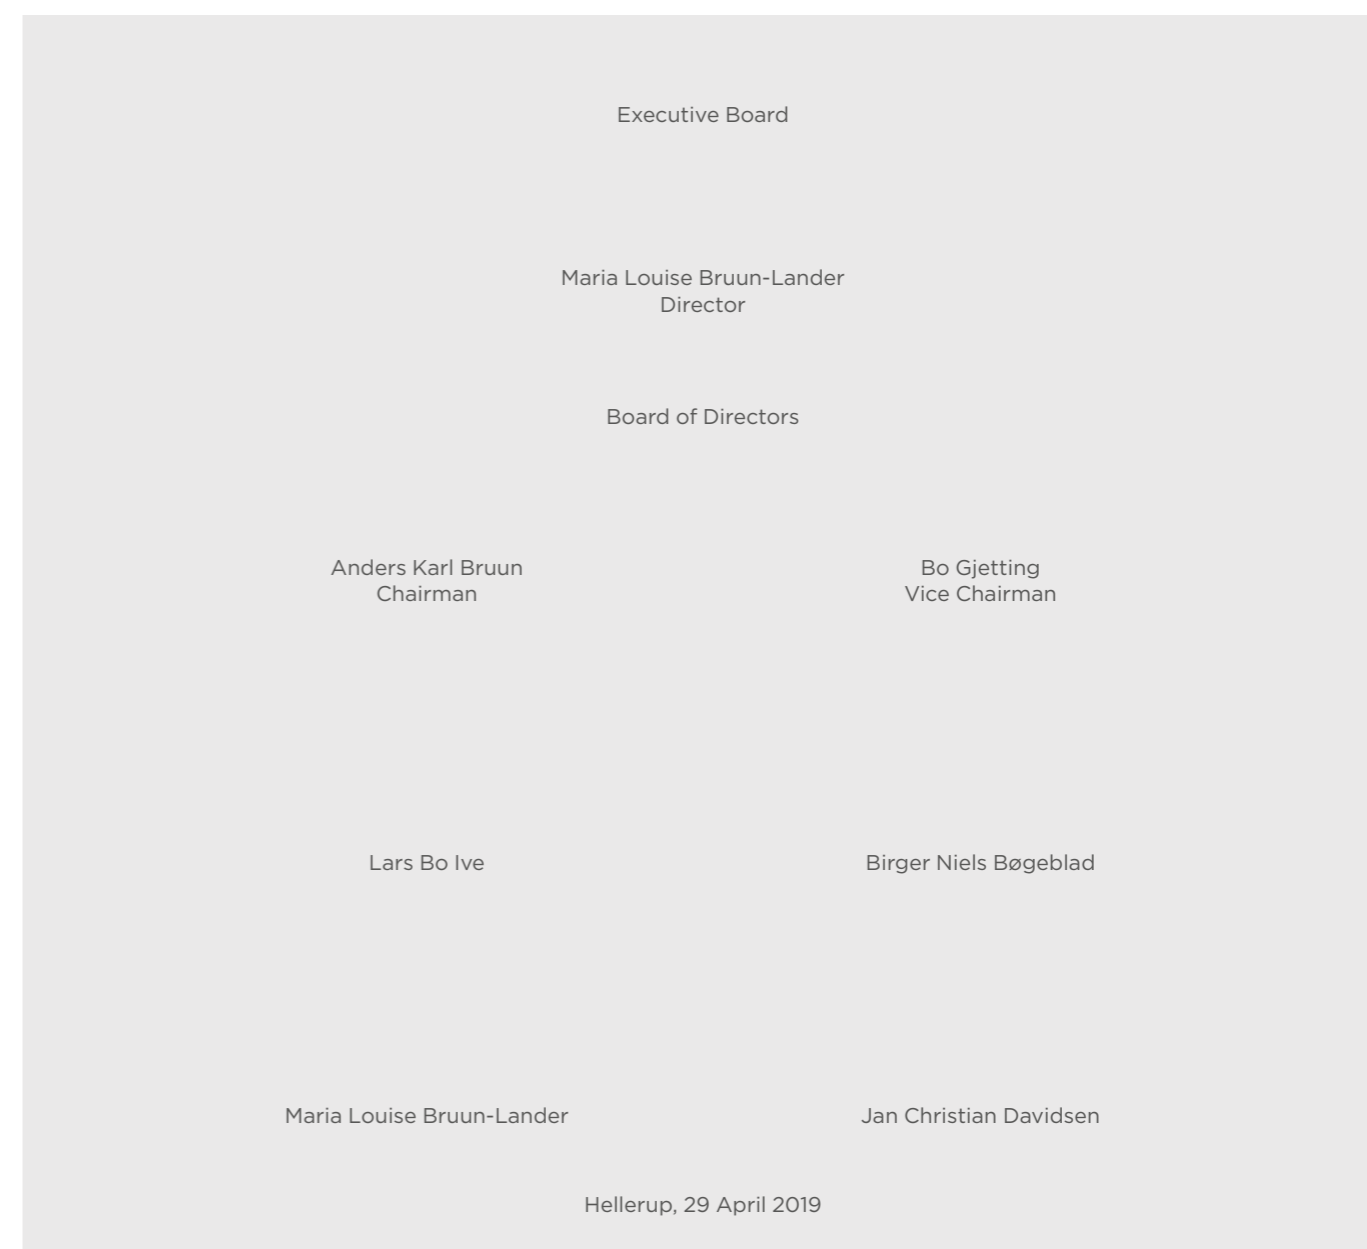 Executive Board
Maria Louise Bruun-Lander
Director
Board of Directors
Anders Karl Bruun
Chairman
Bo Gjetting
Vice Chairman
Lars Bo Ive
Birger Niels Bøgeblad
Maria Louise Bruun-Lander
Jan Christian Davidsen
Hellerup, 29 April 2019